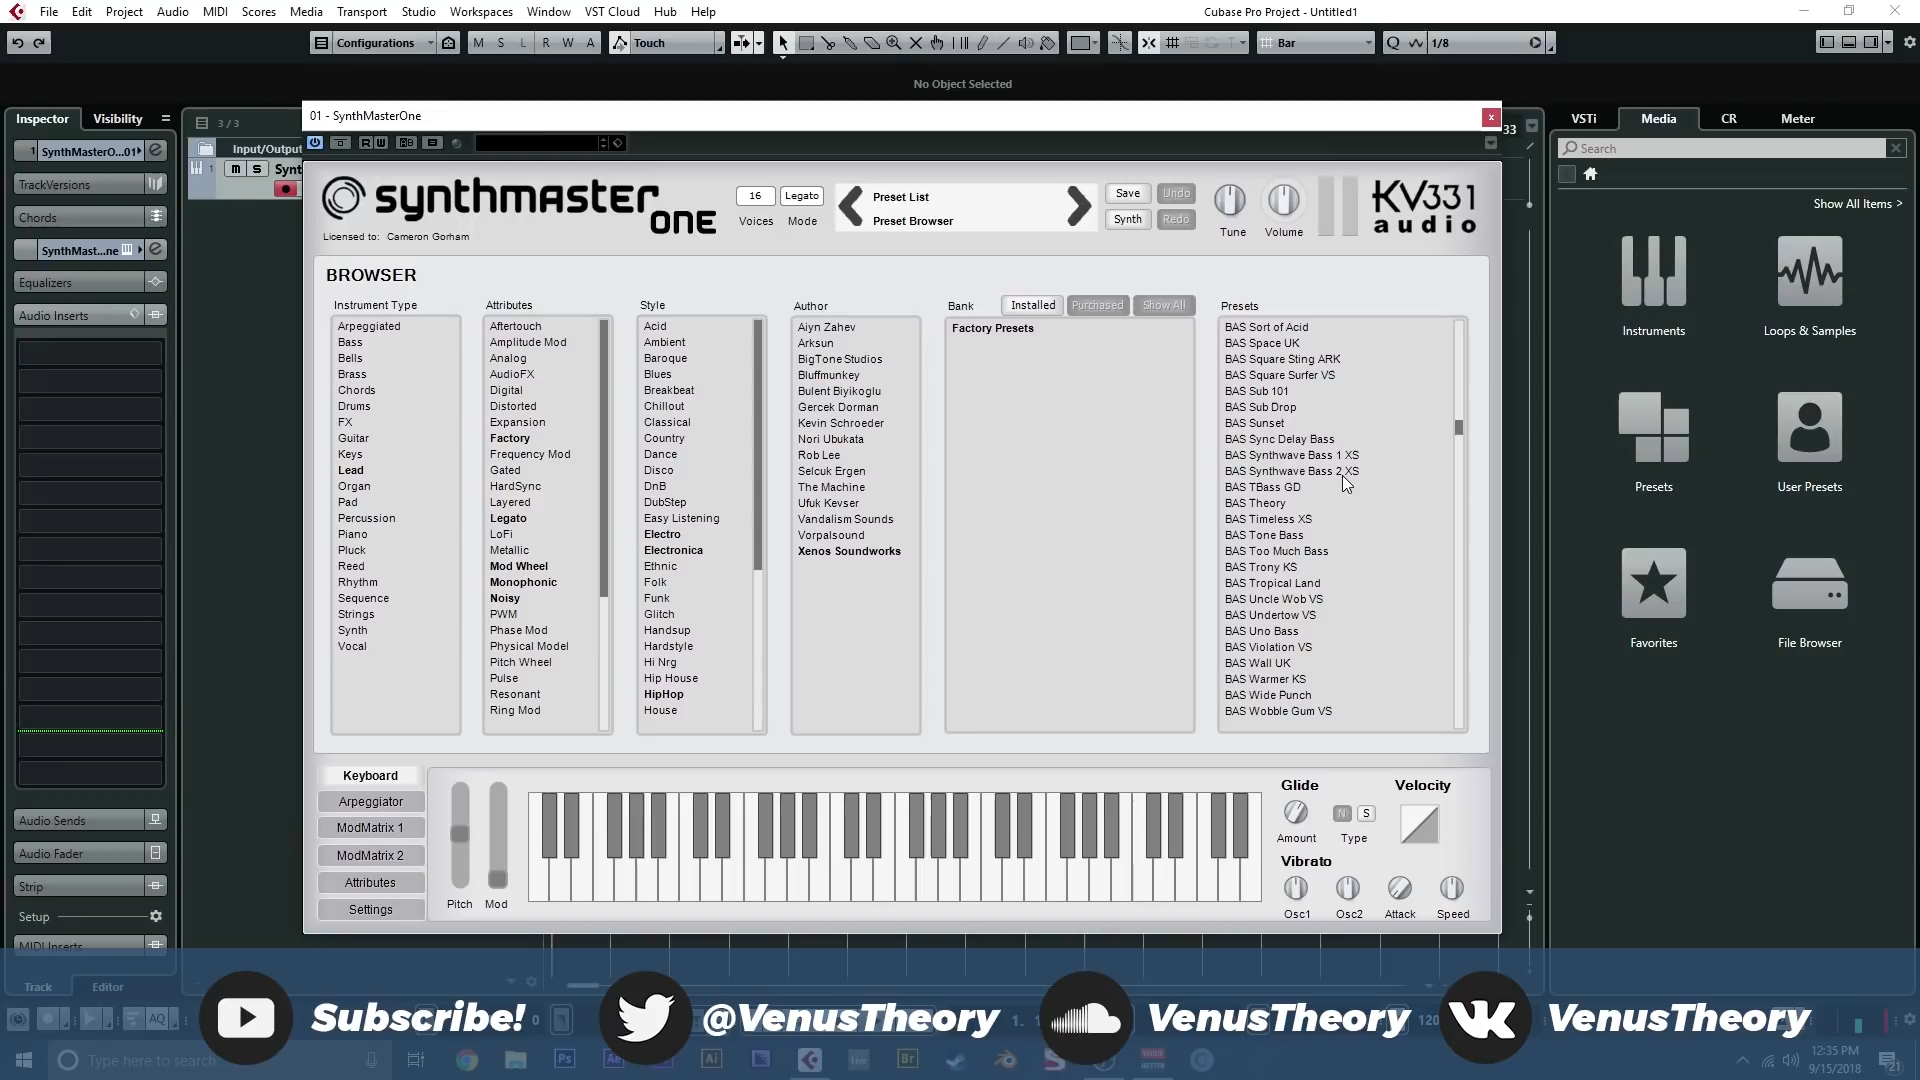 File Edit Project Audio MIDI Scores Media Transport Studio Workspaces Window VST Cloud Hub Help
Cubase Pro Project - Untitled1
Configurations M S L R W A Touch Bar Q 1/8
No Object Selected
Inspector Visibility
3 / 3
01 - SynthMasterOne
33
VSTi Media CR Meter
Search
Show All Items >
1 SynthMasterO...01
TrackVersions
Chords
SynthMast...ne
Equalizers
Audio Inserts
Input/Output
1 m S Synt
synthmaster one
Licensed to: Cameron Gorham
16 Legato
Voices Mode
Preset List
Preset Browser
Save Undo
Synth Redo
Tune Volume
KV331 audio
BROWSER
Instrument Type
Arpeggiated
Bass
Bells
Brass
Chords
Drums
FX
Guitar
Keys
Lead
Organ
Pad
Percussion
Piano
Pluck
Reed
Rhythm
Sequence
Strings
Synth
Vocal
Attributes
Aftertouch
Amplitude Mod
Analog
AudioFX
Digital
Distorted
Expansion
Factory
Frequency Mod
Gated
HardSync
Layered
Legato
LoFi
Metallic
Mod Wheel
Monophonic
Noisy
PWM
Phase Mod
Physical Model
Pitch Wheel
Pulse
Resonant
Ring Mod
Style
Acid
Ambient
Baroque
Blues
Breakbeat
Chillout
Classical
Country
Dance
Disco
DnB
DubStep
Easy Listening
Electro
Electronica
Ethnic
Folk
Funk
Glitch
Handsup
Hardstyle
Hi Nrg
Hip House
HipHop
House
Author
Aiyn Zahev
Arksun
BigTone Studios
Bluffmunkey
Bulent Biyikoglu
Gercek Dorman
Kevin Schroeder
Nori Ubukata
Rob Lee
Selcuk Ergen
The Machine
Ufuk Kevser
Vandalism Sounds
Vorpalsound
Xenos Soundworks
Bank Installed Purchased Show All
Factory Presets
Presets
BAS Sort of Acid
BAS Space UK
BAS Square Sting ARK
BAS Square Surfer VS
BAS Sub 101
BAS Sub Drop
BAS Sunset
BAS Sync Delay Bass
BAS Synthwave Bass 1 XS
BAS Synthwave Bass 2 XS
BAS TBass GD
BAS Theory
BAS Timeless XS
BAS Tone Bass
BAS Too Much Bass
BAS Trony KS
BAS Tropical Land
BAS Uncle Wob VS
BAS Undertow VS
BAS Uno Bass
BAS Violation VS
BAS Wall UK
BAS Warmer KS
BAS Wide Punch
BAS Wobble Gum VS
Instruments Loops & Samples
Presets User Presets
Favorites File Browser
Keyboard
Arpeggiator
ModMatrix 1
ModMatrix 2
Attributes
Settings
Pitch Mod
Glide Velocity
N S
Amount Type
Vibrato
Osc1 Osc2 Attack Speed
Audio Sends
Audio Fader
Strip
Setup
MIDI Inserts
Track Editor
AQ
Subscribe! @VenusTheory VenusTheory VenusTheory
Type here to search
12:35 PM
9/15/2018